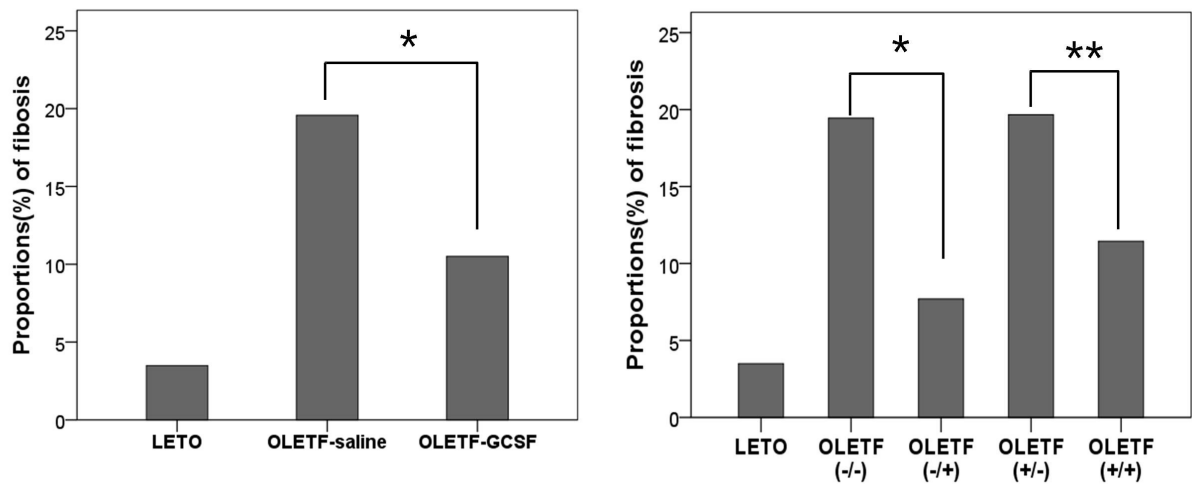 Proportions(%) of fibosis
25
20
15
10
5
0
*
LETO
OLETF-saline
OLETF-GCSF
Proportions(%) of fibrosis
25
20
15
10
5
0
*
**
LETO
OLETF
(-/-)
OLETF
(-/+)
OLETF
(+/-)
OLETF
(+/+)